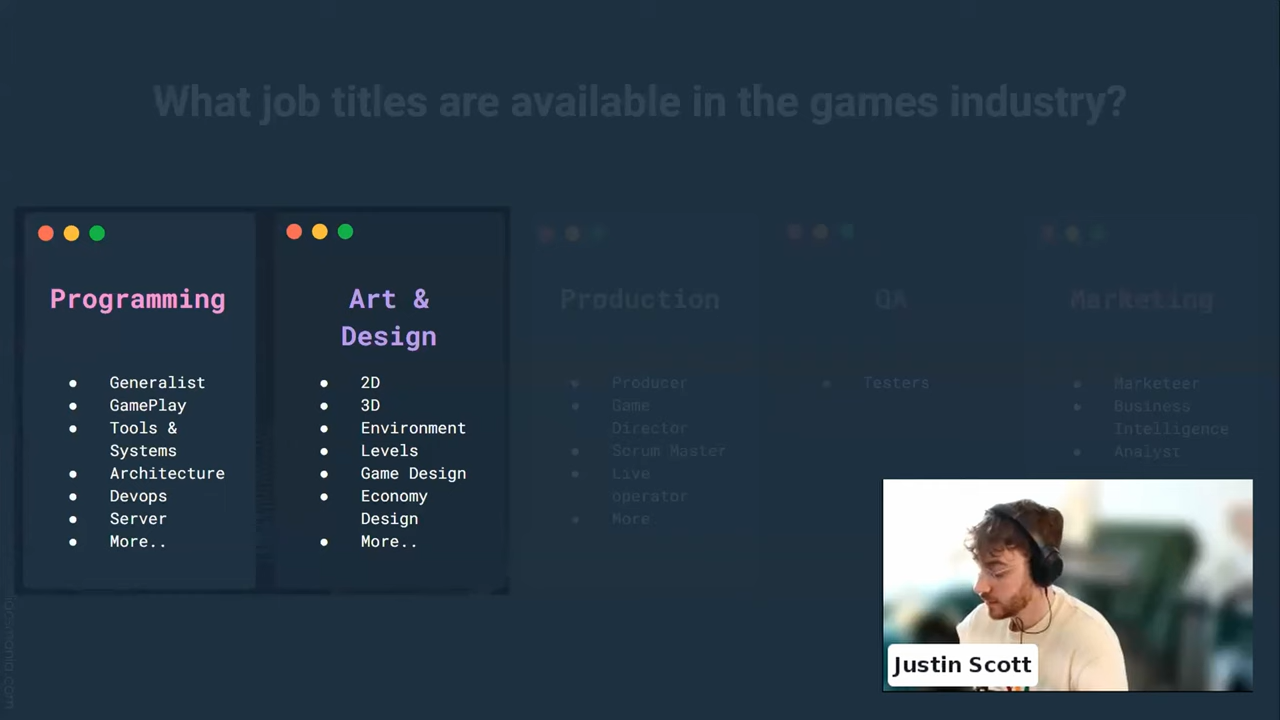 What job titles are available in the games industry?
Programming
Generalist
GamePlay
Tools &
Systems
Architecture
Devops
Server
More..
Art &
Design
2D
3D
Environment
Levels
Game Design
Economy
Design
More..
Production
Producer
Game
Director
Scrum Master
Live
operator
More
QA
Testers
Marketing
Marketeer
Business
Intelligence
Analyst
Justin Scott